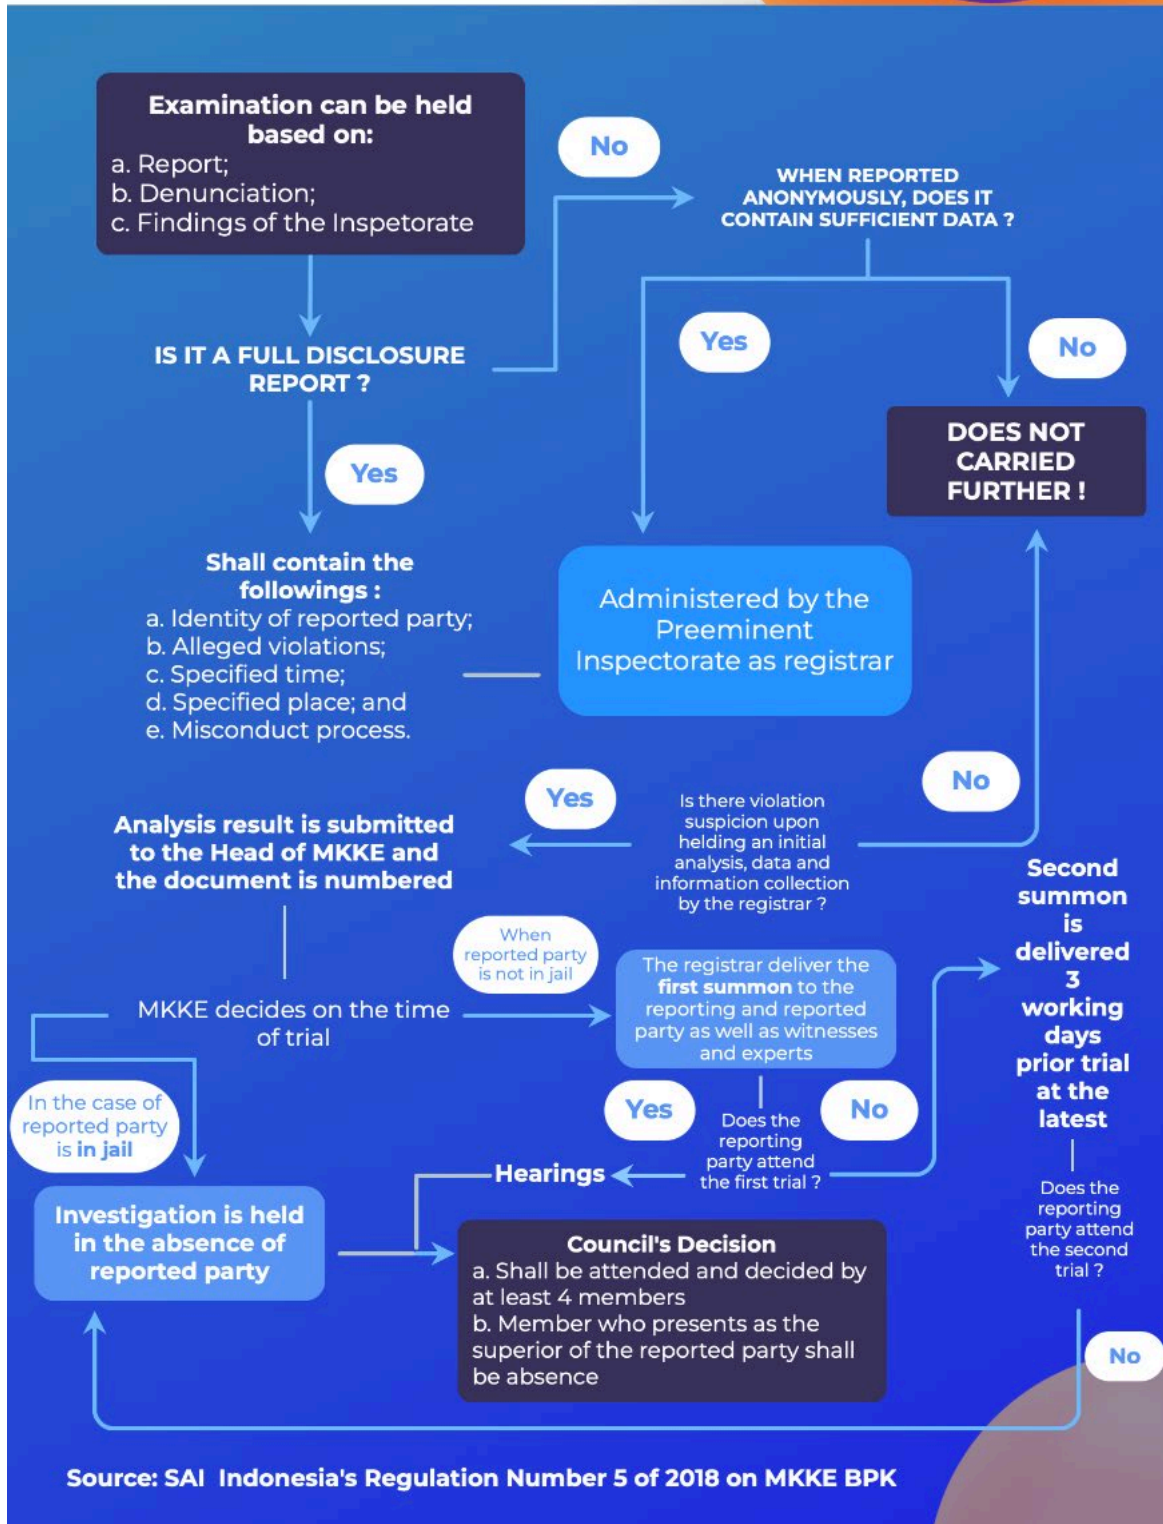 Examination can be held
based on:
a. Report;
b. Denunciation;
c. Findings of the Inspetorate
No
WHEN REPORTED
ANONYMOUSLY, DOES IT
CONTAIN SUFFICIENT DATA ?
IS IT A FULL DISCLOSURE
REPORT ?
Yes
No
Yes
DOES NOT
CARRIED
FURTHER !
Shall contain the
followings :
a. Identity of reported party;
b. Alleged violations;
c. Specified time;
d. Specified place; and
e. Misconduct process.
Administered by the
Preeminent
Inspectorate as registrar
No
Yes
Is there violation
suspicion upon
helding an initial
analysis, data and
information collection
by the registrar ?
Analysis result is submitted
to the Head of MKKE and
the document is numbered
Second
summon
is
delivered
3
working
days
prior trial
at the
latest
When
reported party
is not in jail
MKKE decides on the time
of trial
The registrar deliver the
first summon to the
reporting and reported
party as well as witnesses
and experts
In the case of
reported party
is in jail
Yes
No
Does the
reporting
party attend
the first trial ?
Hearings
Does the
reporting
party attend
the second
trial ?
Investigation is held
in the absence of
reported party
Council's Decision
a. Shall be attended and decided by
at least 4 members
b. Member who presents as the
superior of the reported party shall
be absence
No
Source: SAI Indonesia's Regulation Number 5 of 2018 on MKKE BPK